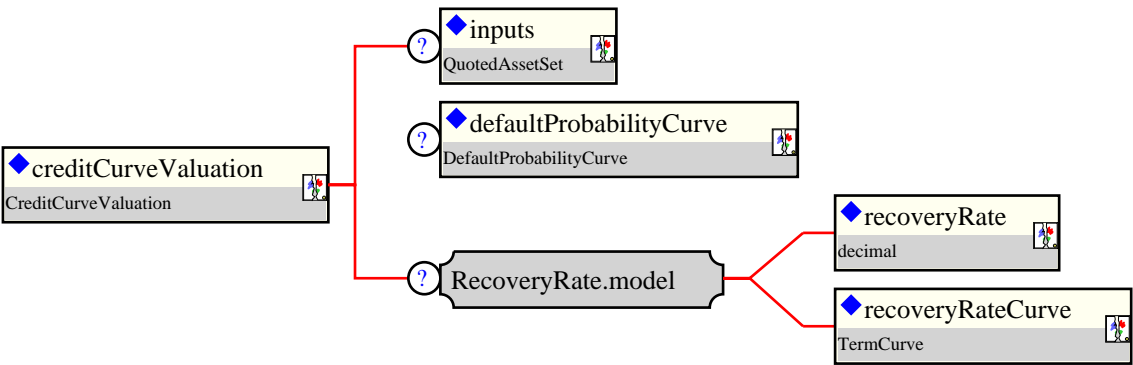 ? inputs
QuotedAssetSet
? defaultProbabilityCurve
DefaultProbabilityCurve
creditCurveValuation
CreditCurveValuation
? RecoveryRate.model
recoveryRate
decimal
recoveryRateCurve
TermCurve